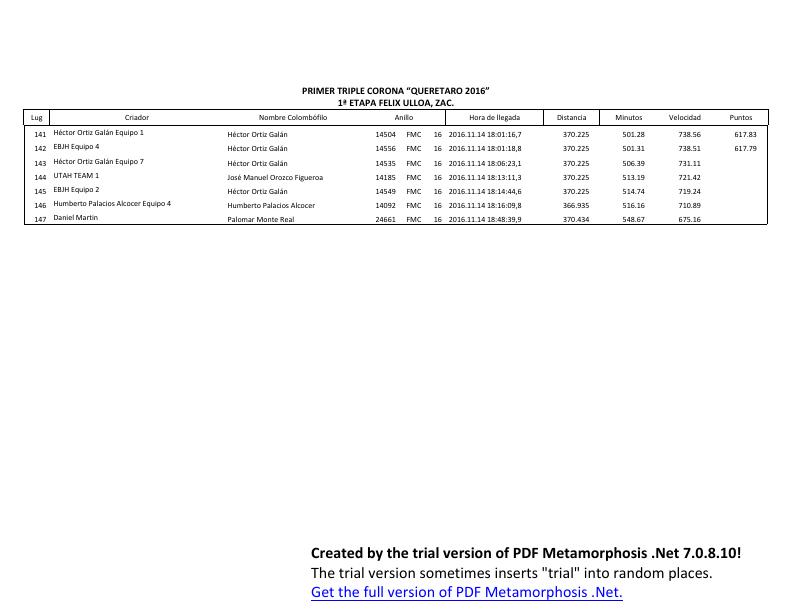 PRIMER TRIPLE CORONA “QUERETARO 2016”
1ª ETAPA FELIX ULLOA, ZAC.
Lug Criador Nombre Colombófilo Anillo Hora de llegada Distancia Minutos Velocidad Puntos
141 Héctor Ortiz Galán Equipo 1 Héctor Ortiz Galán 14504 FMC 16 2016.11.14 18:01:16,7 370.225 501.28 738.56 617.83
142 EBJH Equipo 4 Héctor Ortiz Galán 14556 FMC 16 2016.11.14 18:01:18,8 370.225 501.31 738.51 617.79
143 Héctor Ortiz Galán Equipo 7 Héctor Ortiz Galán 14535 FMC 16 2016.11.14 18:06:23,1 370.225 506.39 731.11
144 UTAH TEAM 1 José Manuel Orozco Figueroa 14185 FMC 16 2016.11.14 18:13:11,3 370.225 513.19 721.42
145 EBJH Equipo 2 Héctor Ortiz Galán 14549 FMC 16 2016.11.14 18:14:44,6 370.225 514.74 719.24
146 Humberto Palacios Alcocer Equipo 4 Humberto Palacios Alcocer 14092 FMC 16 2016.11.14 18:16:09,8 366.935 516.16 710.89
147 Daniel Martin Palomar Monte Real 24661 FMC 16 2016.11.14 18:48:39,9 370.434 548.67 675.16
Created by the trial version of PDF Metamorphosis .Net 7.0.8.10!
The trial version sometimes inserts "trial" into random places.
Get the full version of PDF Metamorphosis .Net.